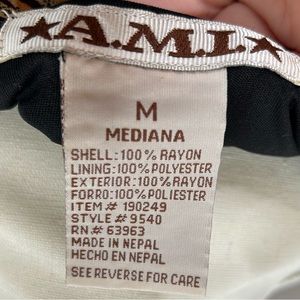 ★A.M.I.★
M
MEDIANA
SHELL: 100% RAYON
LINING: 100% POLYESTER
EXTERIOR: 100% RAYON
FORRO: 100% POLIESTER
ITEM# 190249
STYLE# 9540
RN# 63963
MADE IN NEPAL
HECHO EN NEPAL
SEE REVERSE FOR CARE